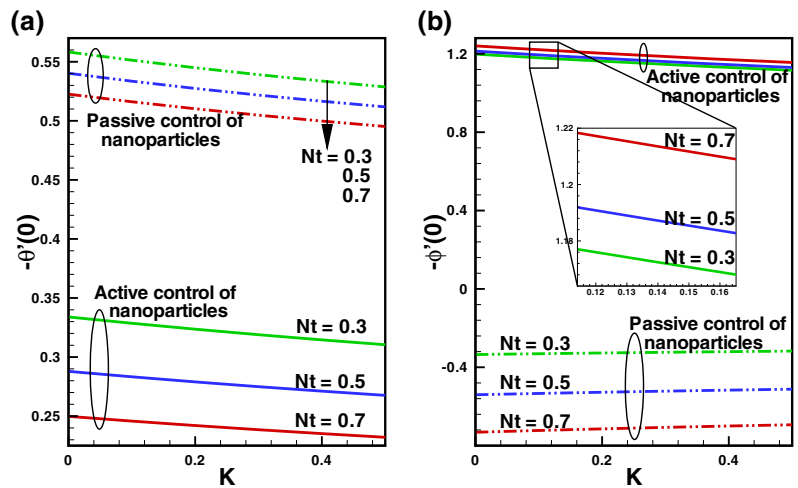 (a)
0.55
0.5
0.45
0.4
0.35
0.3
0.25
-θ'(0)
Passive control of
nanoparticles
Nt = 0.3
0.5
0.7
Active control of
nanoparticles
Nt = 0.3
Nt = 0.5
Nt = 0.7
0
0.2
0.4
K
(b)
1.2
0.8
0.4
0
-0.4
-ϕ'(0)
Active control of
nanoparticles
1.22
1.2
1.18
Nt = 0.7
Nt = 0.5
Nt = 0.3
0.12
0.13
0.14
0.15
0.16
Passive control of
nanoparticles
Nt = 0.3
Nt = 0.5
Nt = 0.7
0
0.2
0.4
K